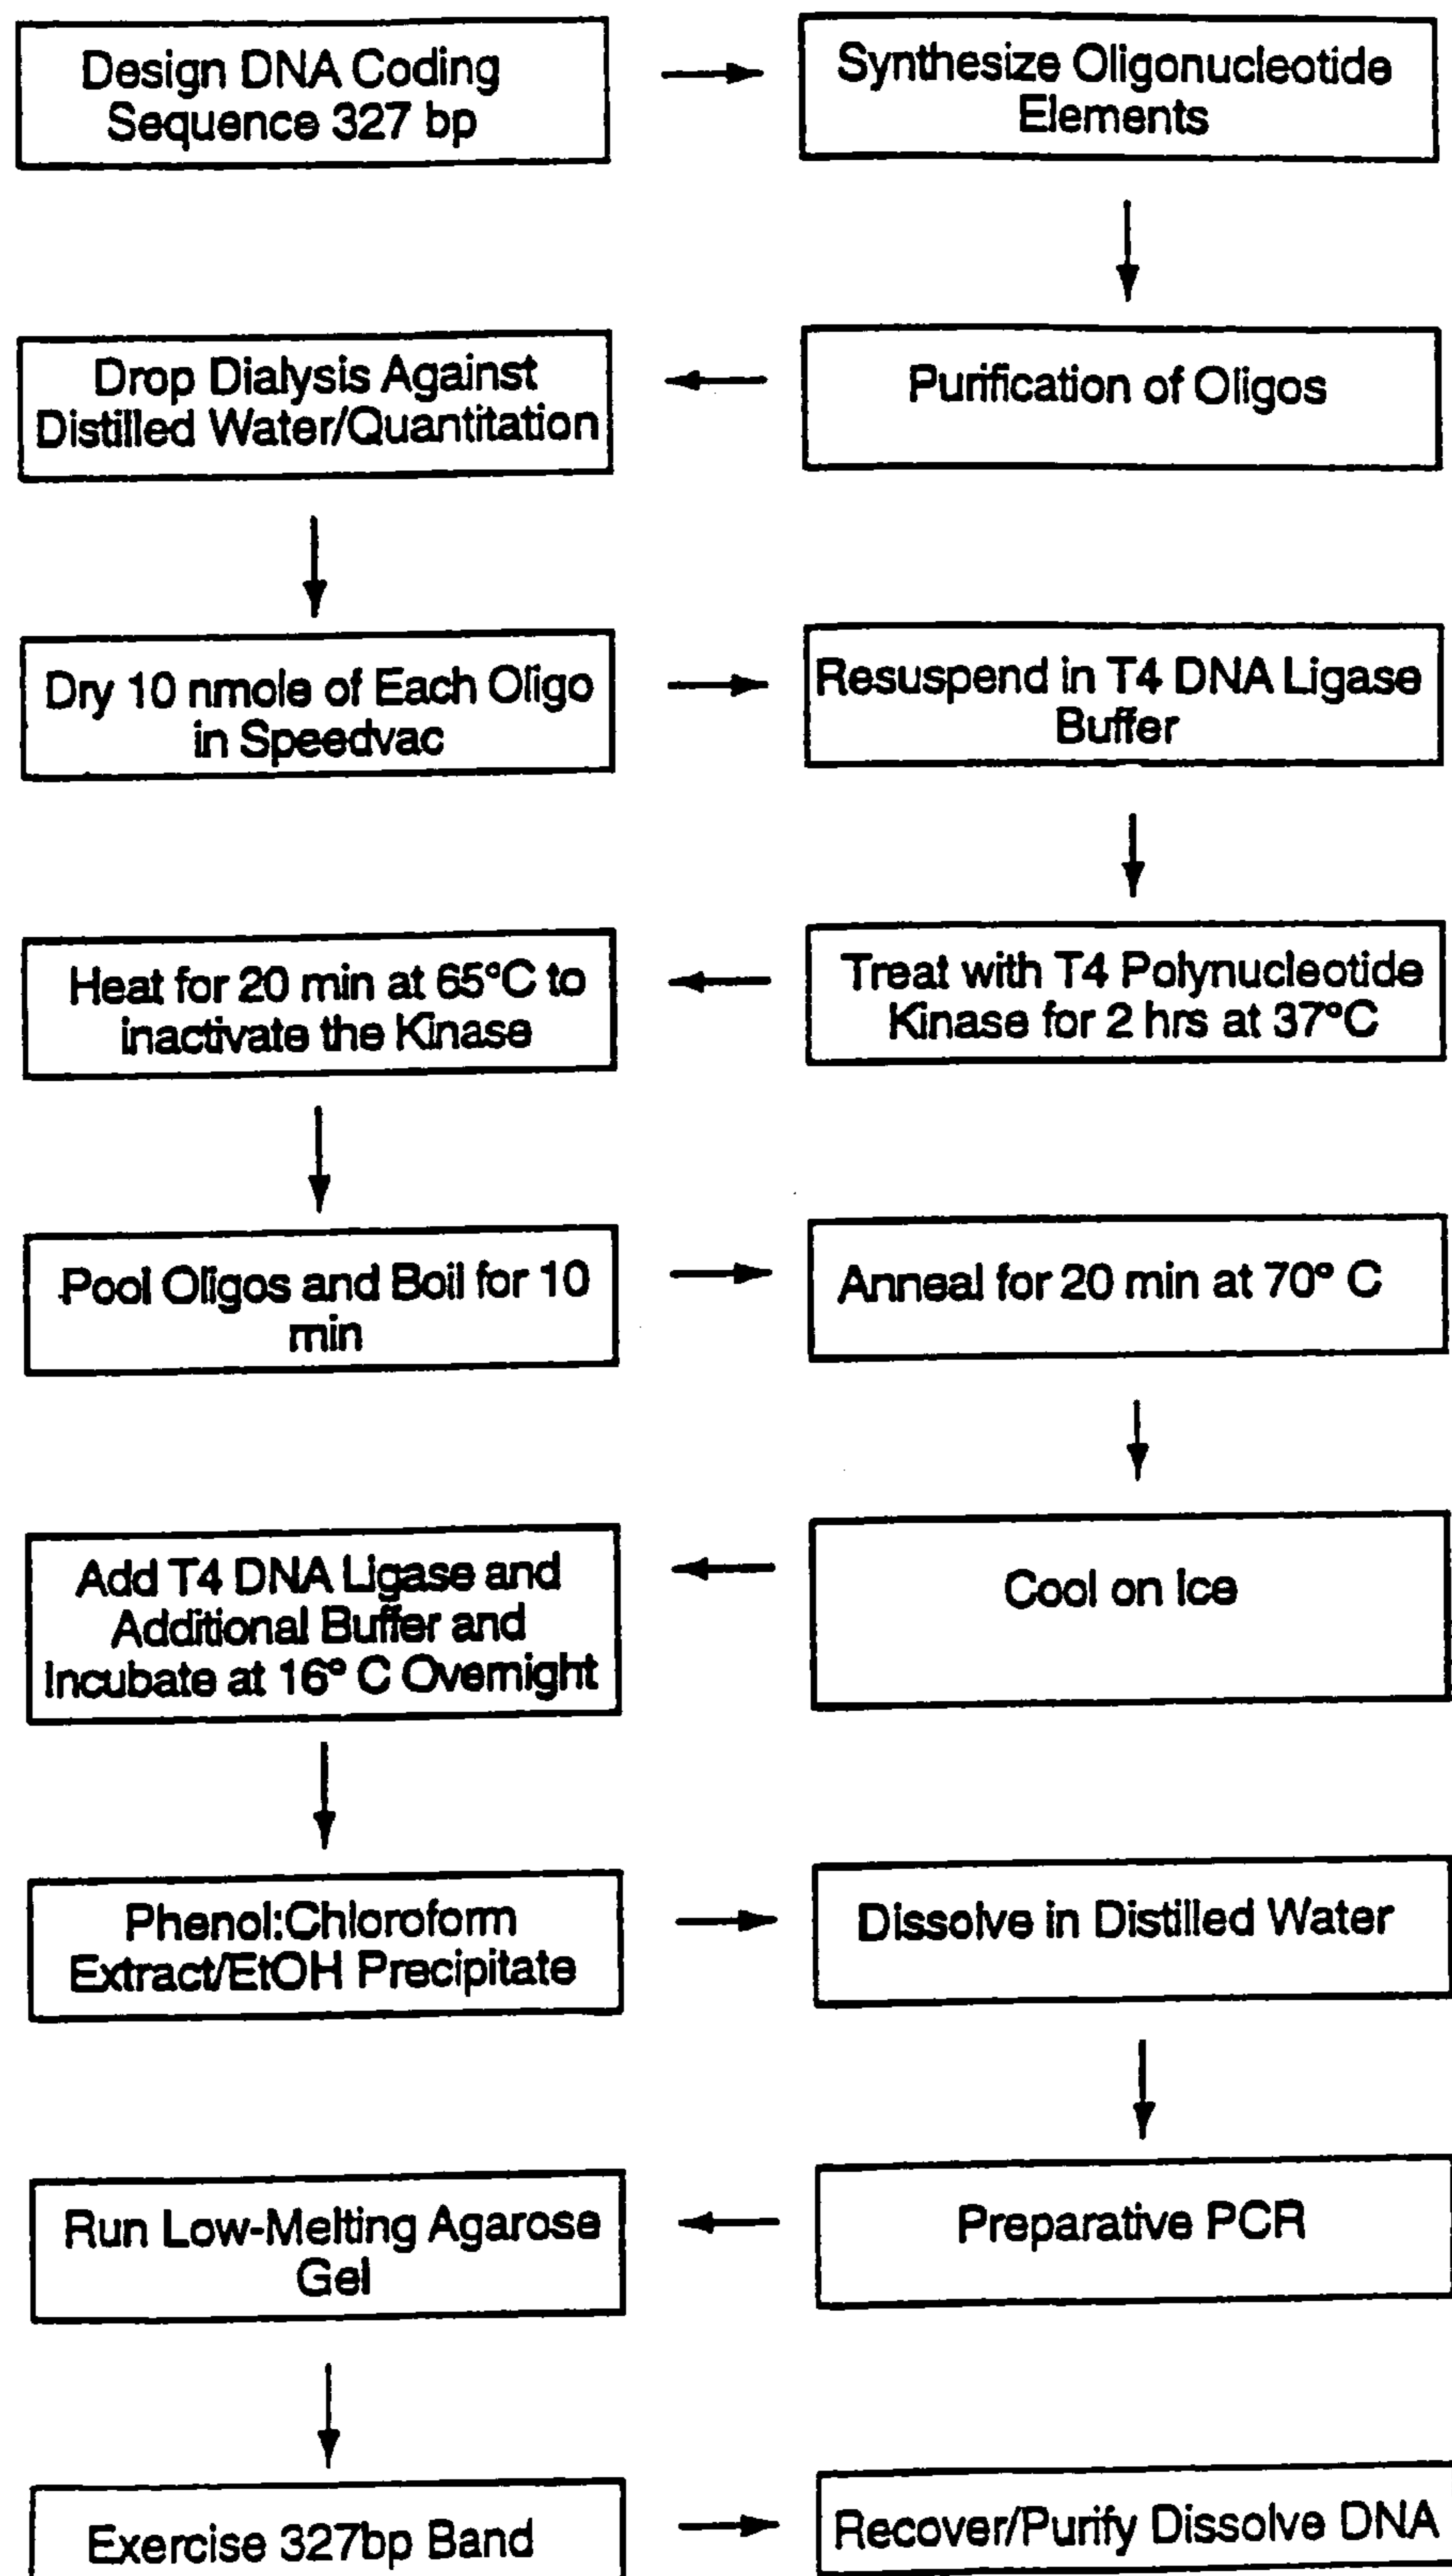 Design DNA Coding
Sequence 327 bp
Synthesize Oligonucleotide
Elements
Purification of Oligos
Drop Dialysis Against
Distilled Water/Quantitation
Dry 10 nmole of Each Oligo
in Speedvac
Resuspend in T4 DNA Ligase
Buffer
Treat with T4 Polynucleotide
Kinase for 2 hrs at 37°C
Heat for 20 min at 65°C to
inactivate the Kinase
Pool Oligos and Boil for 10
min
Anneal for 20 min at 70° C
Cool on Ice
Add T4 DNA Ligase and
Additional Buffer and
Incubate at 16° C Overnight
Phenol:Chloroform
Extract/EtOH Precipitate
Dissolve in Distilled Water
Preparative PCR
Run Low-Melting Agarose
Gel
Exercise 327bp Band
Recover/Purify Dissolve DNA